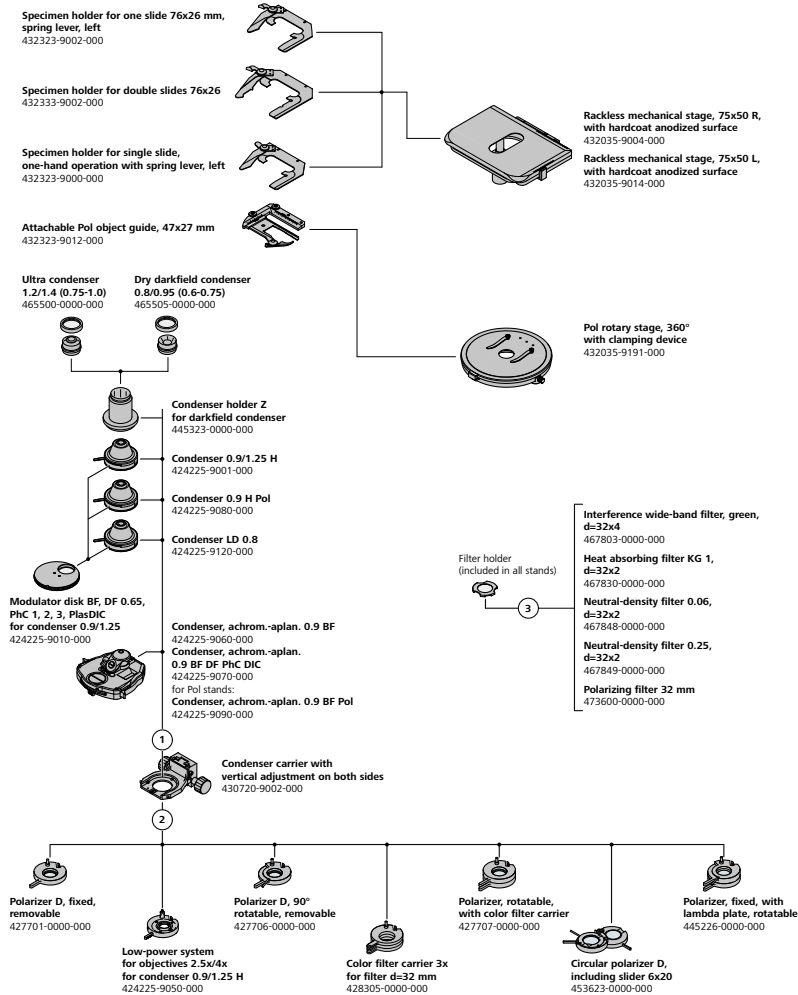 Specimen holder for one slide 76x26 mm,
spring lever, left
432323-9002-000
Specimen holder for double slides 76x26
432333-9002-000
Specimen holder for single slide,
one-hand operation with spring lever, left
432323-9000-000
Attachable Pol object guide, 47x27 mm
432323-9012-000
Rackless mechanical stage, 75x50 R,
with hardcoat anodized surface
432035-9004-000
Rackless mechanical stage, 75x50 L,
with hardcoat anodized surface
432035-9014-000
Pol rotary stage, 360°
with clamping device
432035-9191-000
Ultra condenser
1.2/1.4 (0.75-1.0)
465500-0000-000
Dry darkfield condenser
0.8/0.95 (0.6-0.75)
465505-0000-000
Condenser holder Z
for darkfield condenser
445323-0000-000
Condenser 0.9/1.25 H
424225-9001-000
Condenser 0.9 H Pol
424225-9080-000
Condenser LD 0.8
424225-9120-000
Modulator disk BF, DF 0.65,
PhC 1, 2, 3, PlasDIC
for condenser 0.9/1.25
424225-9010-000
Condenser, achrom.-aplan. 0.9 BF
424225-9060-000
Condenser, achrom.-aplan.
0.9 BF DF PhC DIC
424225-9070-000
for Pol stands:
Condenser, achrom.-aplan. 0.9 BF Pol
424225-9090-000
Filter holder
(included in all stands)
3
Interference wide-band filter, green,
d=32x4
467803-0000-000
Heat absorbing filter KG 1,
d=32x2
467830-0000-000
Neutral-density filter 0.06,
d=32x2
467848-0000-000
Neutral-density filter 0.25,
d=32x2
467849-0000-000
Polarizing filter 32 mm
473600-0000-000
1
Condenser carrier with
vertical adjustment on both sides
430720-9002-000
2
Polarizer D, fixed,
removable
427701-0000-000
Low-power system
for objectives 2.5x/4x
for condenser 0.9/1.25 H
424225-9050-000
Polarizer D, 90°
rotatable, removable
427706-0000-000
Color filter carrier 3x
for filter d=32 mm
428305-0000-000
Polarizer, rotatable,
with color filter carrier
427707-0000-000
Circular polarizer D,
including slider 6x20
453623-0000-000
Polarizer, fixed, with
lambda plate, rotatable
445226-0000-000